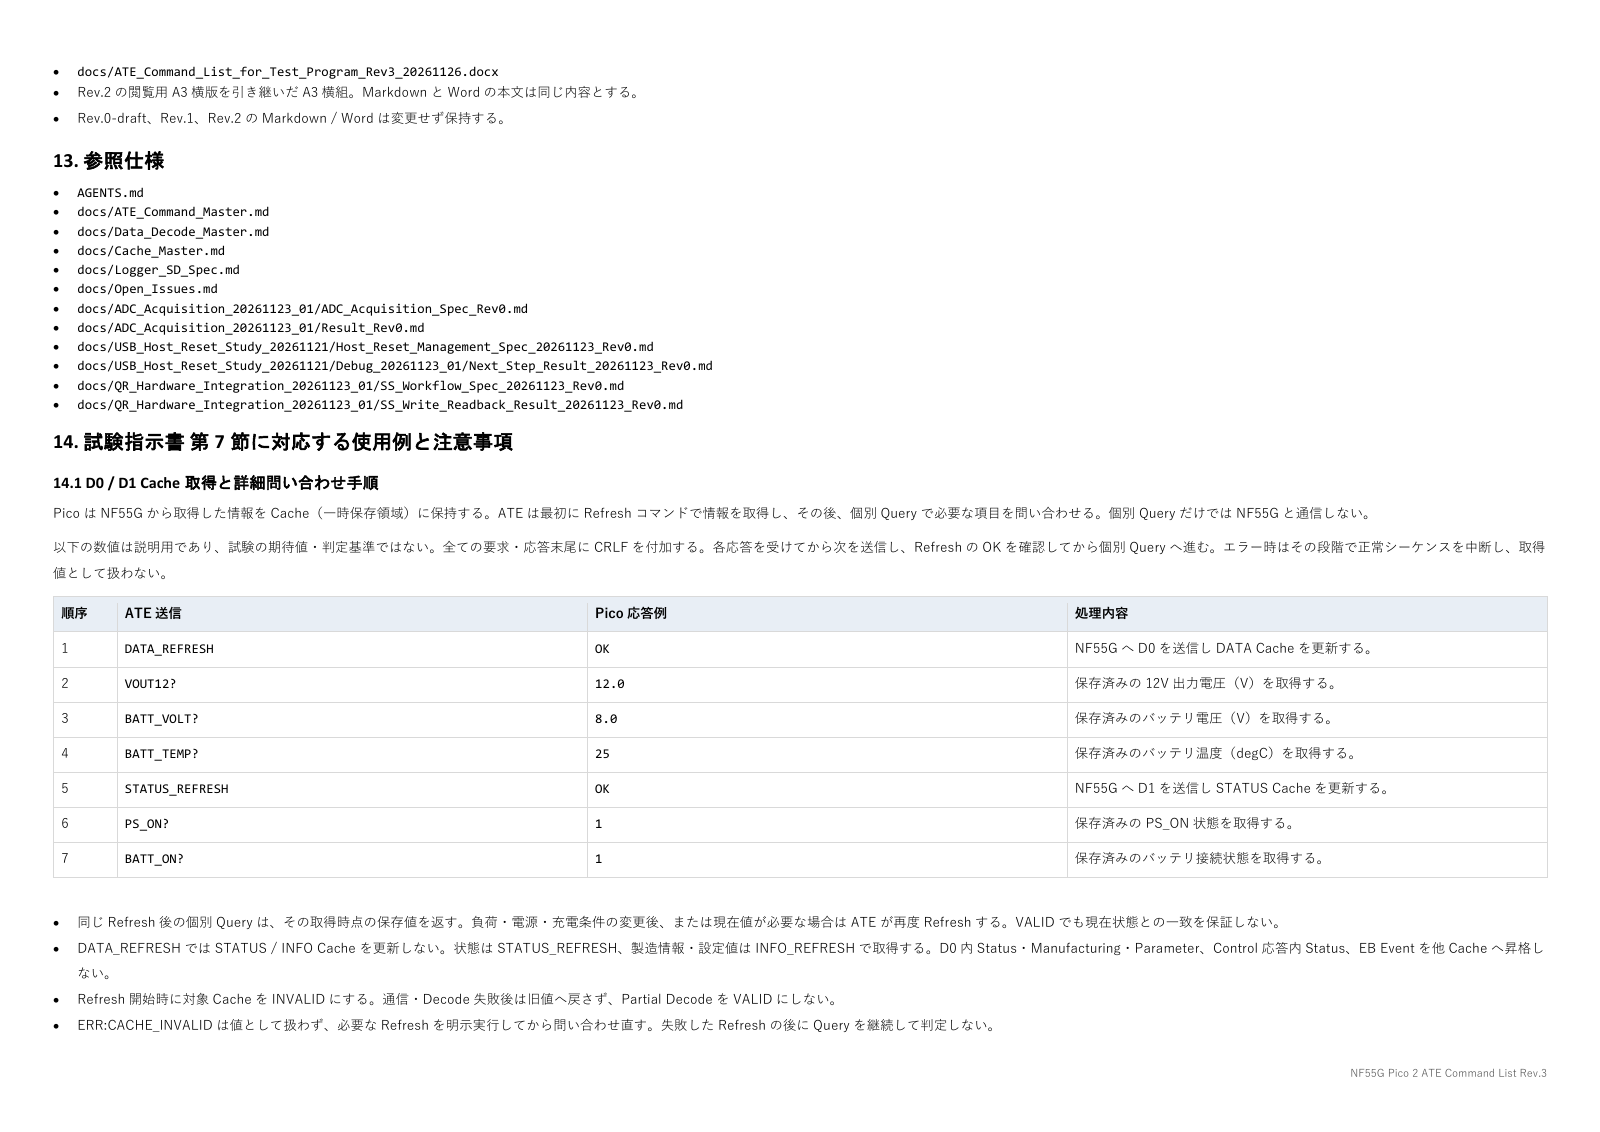 • docs/ATE_Command_List_for_Test_Program_Rev3_20261126.docx
• Rev.2 の閲覧用 A3 横版を引き継いだ A3 横組。Markdown と Word の本文は同じ内容とする。
• Rev.0-draft、Rev.1、Rev.2 の Markdown / Word は変更せず保持する。
13. 参照仕様
• AGENTS.md
• docs/ATE_Command_Master.md
• docs/Data_Decode_Master.md
• docs/Cache_Master.md
• docs/Logger_SD_Spec.md
• docs/Open_Issues.md
• docs/ADC_Acquisition_20261123_01/ADC_Acquisition_Spec_Rev0.md
• docs/ADC_Acquisition_20261123_01/Result_Rev0.md
• docs/USB_Host_Reset_Study_20261121/Host_Reset_Management_Spec_20261123_Rev0.md
• docs/USB_Host_Reset_Study_20261121/Debug_20261123_01/Next_Step_Result_20261123_Rev0.md
• docs/QR_Hardware_Integration_20261123_01/SS_Workflow_Spec_20261123_Rev0.md
• docs/QR_Hardware_Integration_20261123_01/SS_Write_Readback_Result_20261123_Rev0.md
14. 試験指示書 第 7 節に対応する使用例と注意事項
14.1 D0 / D1 Cache 取得と詳細問い合わせ手順
Pico は NF55G から取得した情報を Cache（一時保存領域）に保持する。ATE は最初に Refresh コマンドで情報を取得し、その後、個別 Query で必要な項目を問い合わせる。個別 Query だけでは NF55G と通信しない。
以下の数値は説明用であり、試験の期待値・判定基準ではない。全ての要求・応答末尾に CRLF を付加する。各応答を受けてから次を送信し、Refresh の OK を確認してから個別 Query へ進む。エラー時はその段階で正常シーケンスを中断し、取得
値として扱わない。
順序 ATE 送信 Pico 応答例 処理内容
1 DATA_REFRESH OK NF55G へ D0 を送信し DATA Cache を更新する。
2 VOUT12? 12.0 保存済みの 12V 出力電圧（V）を取得する。
3 BATT_VOLT? 8.0 保存済みのバッテリ電圧（V）を取得する。
4 BATT_TEMP? 25 保存済みのバッテリ温度（degC）を取得する。
5 STATUS_REFRESH OK NF55G へ D1 を送信し STATUS Cache を更新する。
6 PS_ON? 1 保存済みの PS_ON 状態を取得する。
7 BATT_ON? 1 保存済みのバッテリ接続状態を取得する。
• 同じ Refresh 後の個別 Query は、その取得時点の保存値を返す。負荷・電源・充電条件の変更後、または現在値が必要な場合は ATE が再度 Refresh する。VALID でも現在状態との一致を保証しない。
• DATA_REFRESH では STATUS / INFO Cache を更新しない。状態は STATUS_REFRESH、製造情報・設定値は INFO_REFRESH で取得する。D0 内 Status・Manufacturing・Parameter、Control 応答内 Status、EB Event を他 Cache へ昇格し
ない。
• Refresh 開始時に対象 Cache を INVALID にする。通信・Decode 失敗後は旧値へ戻さず、Partial Decode を VALID にしない。
• ERR:CACHE_INVALID は値として扱わず、必要な Refresh を明示実行してから問い合わせ直す。失敗した Refresh の後に Query を継続して判定しない。
NF55G Pico 2 ATE Command List Rev.3